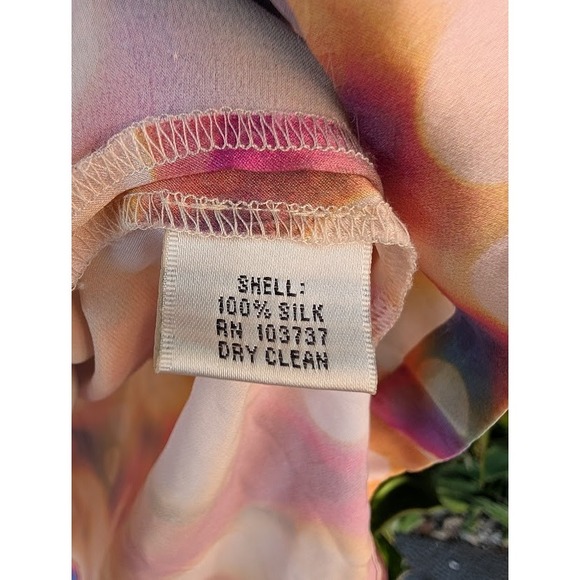 SHELL:
100% SILK
RN 103737
DRY CLEAN